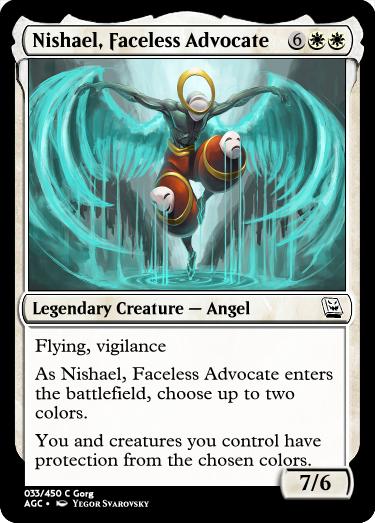 Nishael, Faceless Advocate 6
Legendary Creature — Angel
Flying, vigilance
As Nishael, Faceless Advocate enters
the battlefield, choose up to two
colors.
You and creatures you control have
protection from the chosen colors.
7/6
033/450 C Gorg
AGC • Yegor Svarovsky